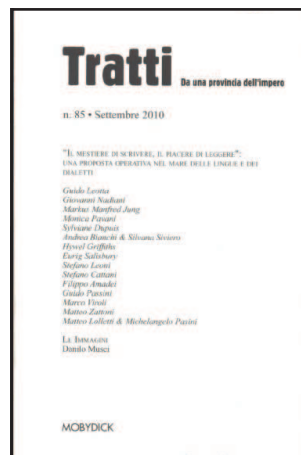 Tratti Da una provincia dell'impero
n. 85 • Settembre 2010
"IL MESTIERE DI SCRIVERE, IL PIACERE DI LEGGERE":
UNA PROPOSTA OPERATIVA NEL MARE DELLE LINGUE E DEI
DIALETTI
Guido Leotta
Giovanni Nadiani
Markus Manfred Jung
Monica Pavani
Sylviane Dupuis
Andrea Bianchi & Silvana Siviero
Hywel Griffiths
Eurig Salisbury
Stefano Leoni
Stefano Cattani
Filippo Amadei
Guido Passini
Marco Viroli
Matteo Zattoni
Matteo Lolletti & Michelangelo Pasini
LE IMMAGINI
Danilo Musci
MOBYDICK